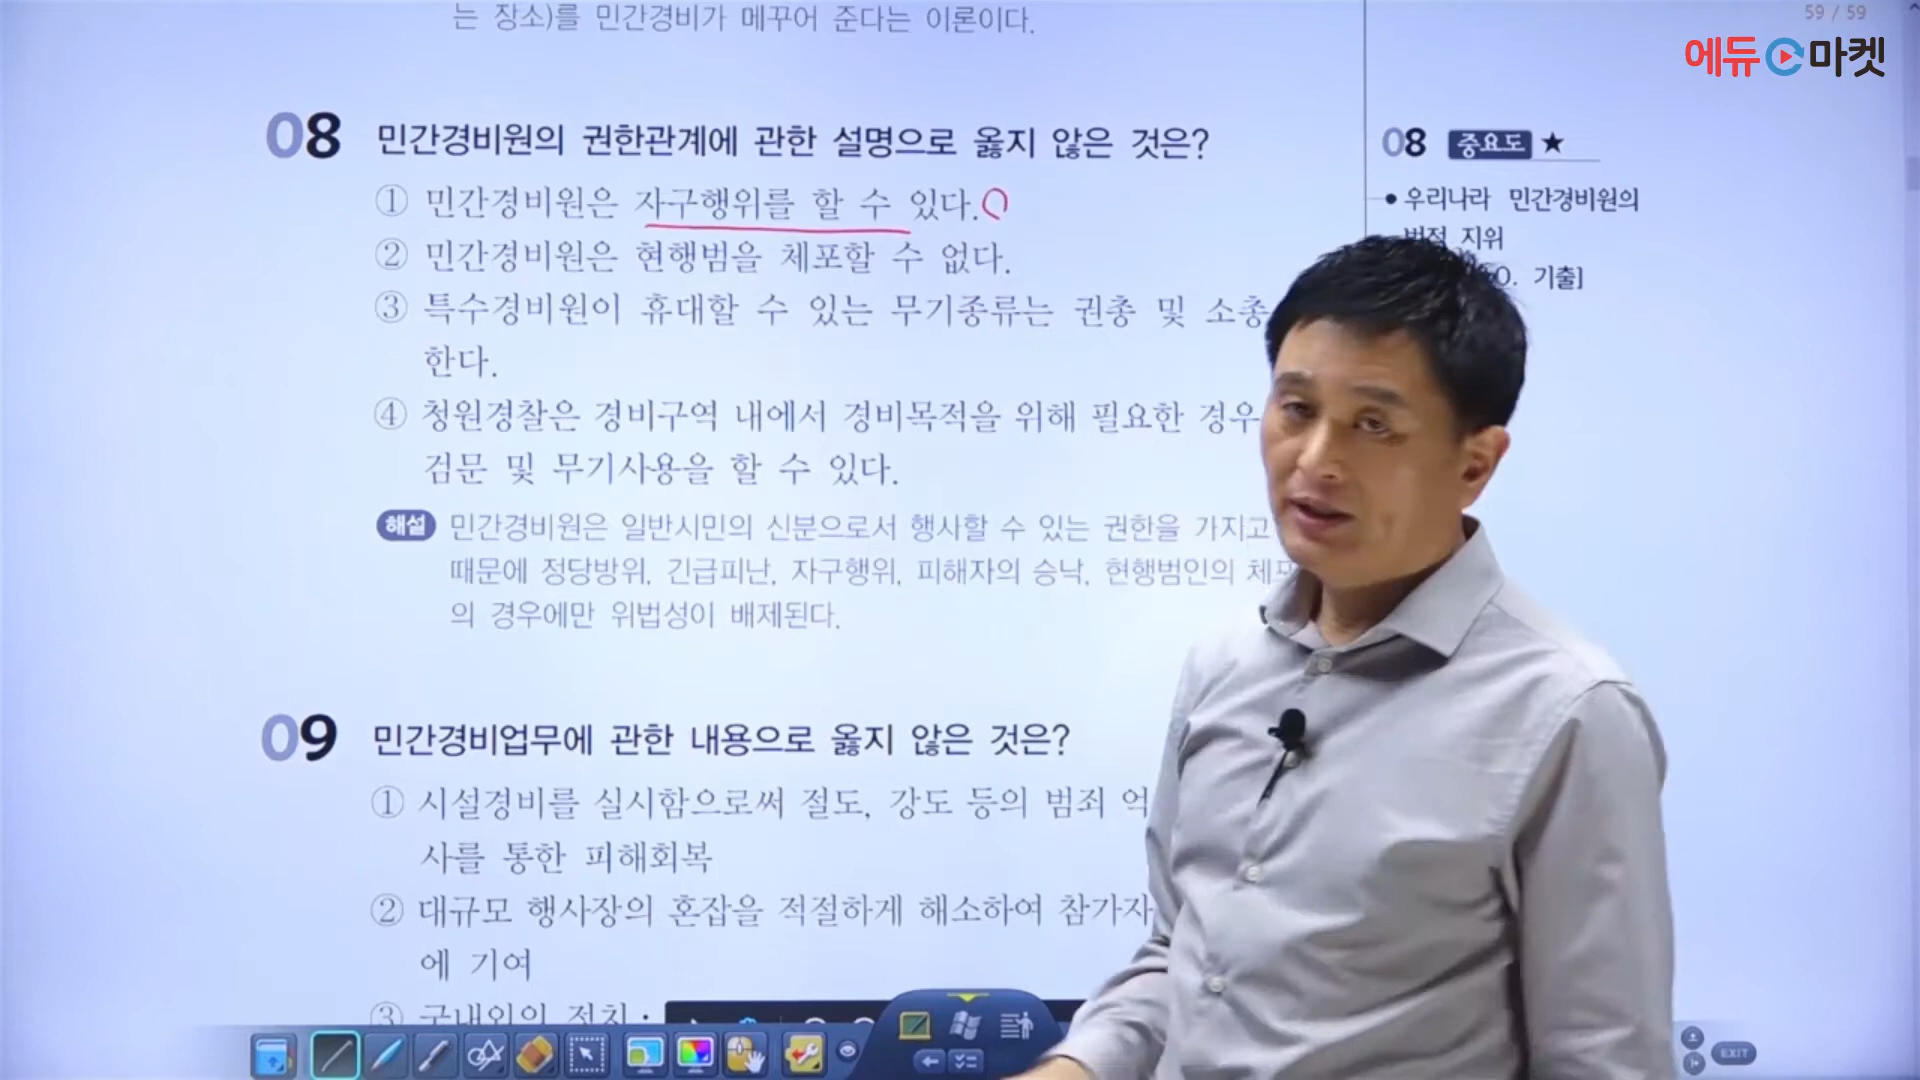 는 장소)를 민간경비가 메꾸어 준다는 이론이다.
59 / 59
에듀 마켓
08 민간경비원의 권한관계에 관한 설명으로 옳지 않은 것은?
① 민간경비원은 자구행위를 할 수 있다.
② 민간경비원은 현행범을 체포할 수 없다.
③ 특수경비원이 휴대할 수 있는 무기종류는 권총 및 소총
한다.
④ 청원경찰은 경비구역 내에서 경비목적을 위해 필요한 경우
검문 및 무기사용을 할 수 있다.
해설 민간경비원은 일반시민의 신분으로서 행사할 수 있는 권한을 가지고
때문에 정당방위, 긴급피난, 자구행위, 피해자의 승낙, 현행범인의
의 경우에만 위법성이 배제된다.
08 중요도 ★
• 우리나라 민간경비원의
법적 지위
기출]
09 민간경비업무에 관한 내용으로 옳지 않은 것은?
① 시설경비를 실시함으로써 절도, 강도 등의 범죄 억
사를 통한 피해회복
② 대규모 행사장의 혼잡을 적절하게 해소하여 참가자
에 기여
③ 국내외의 정치·
EXIT